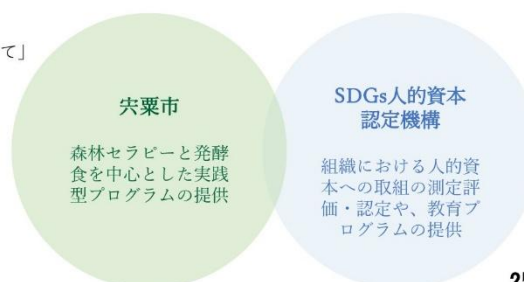 て」
宍粟市
森林セラピーと発酵
食を中心とした実践
型プログラムの提供
SDGs人的資本
認定機構
組織における人的資
本への取組の測定評
価・認定や、教育プ
ログラムの提供